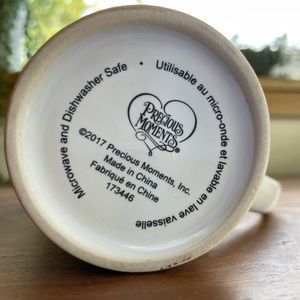 Microwave and Dishwasher Safe • Utilisable au micro-onde et lavable en lave vaisselle •
PRECIOUS
MOMENTS®
©2017 Precious Moments, Inc.
Made in China
Fabriqué en Chine
173446